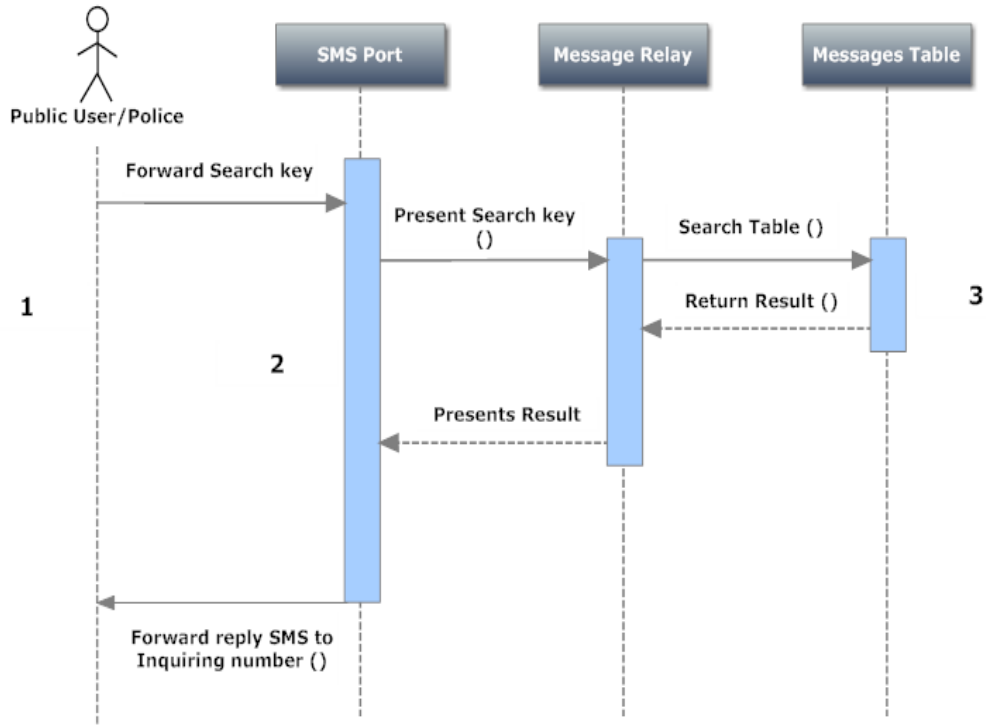 SMS Port
Message Relay
Messages Table
Public User/Police
Forward Search key
Present Search key
()
Search Table ()
1
Return Result ()
3
2
Presents Result
Forward reply SMS to
Inquiring number ()